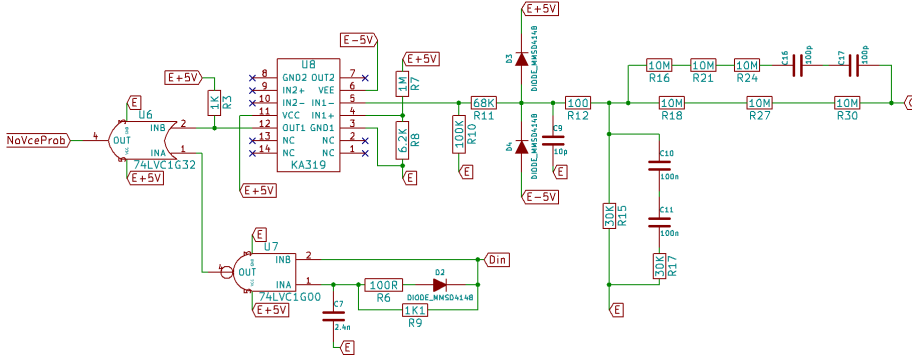 E+5V
D3
DIODE_MMSD4148
E-5V
E+5V
C16
100p
C17
100p
U8
10M
R16
10M
R21
10M
R24
8 GND2 OUT2 7
9 IN2+ VEE 6
10 IN2- IN1- 5
11 VCC IN1+ 4
12 OUT1 GND1 3
13 NC NC 2
14 NC NC 1
KA319
E+5V
1K
R3
1M
R7
6.2K
R8
E
68K
R11
100K
R10
E
100
R12
10M
R18
10M
R27
10M
R30
E
U6
NoVceProb
4
OUT
INB
2
INA
1
74LVC1G32
E+5V
E+5V
D4
DIODE_MMSD4148
E-5V
C9
10p
E
C10
100n
C11
100n
30K
R15
30K
R17
E
E
U7
4
OUT
INB
2
INA
1
74LVC1G00
E+5V
Din
100R
R6
D2
DIODE_MMSD4148
1K1
R9
C7
2.4n
E